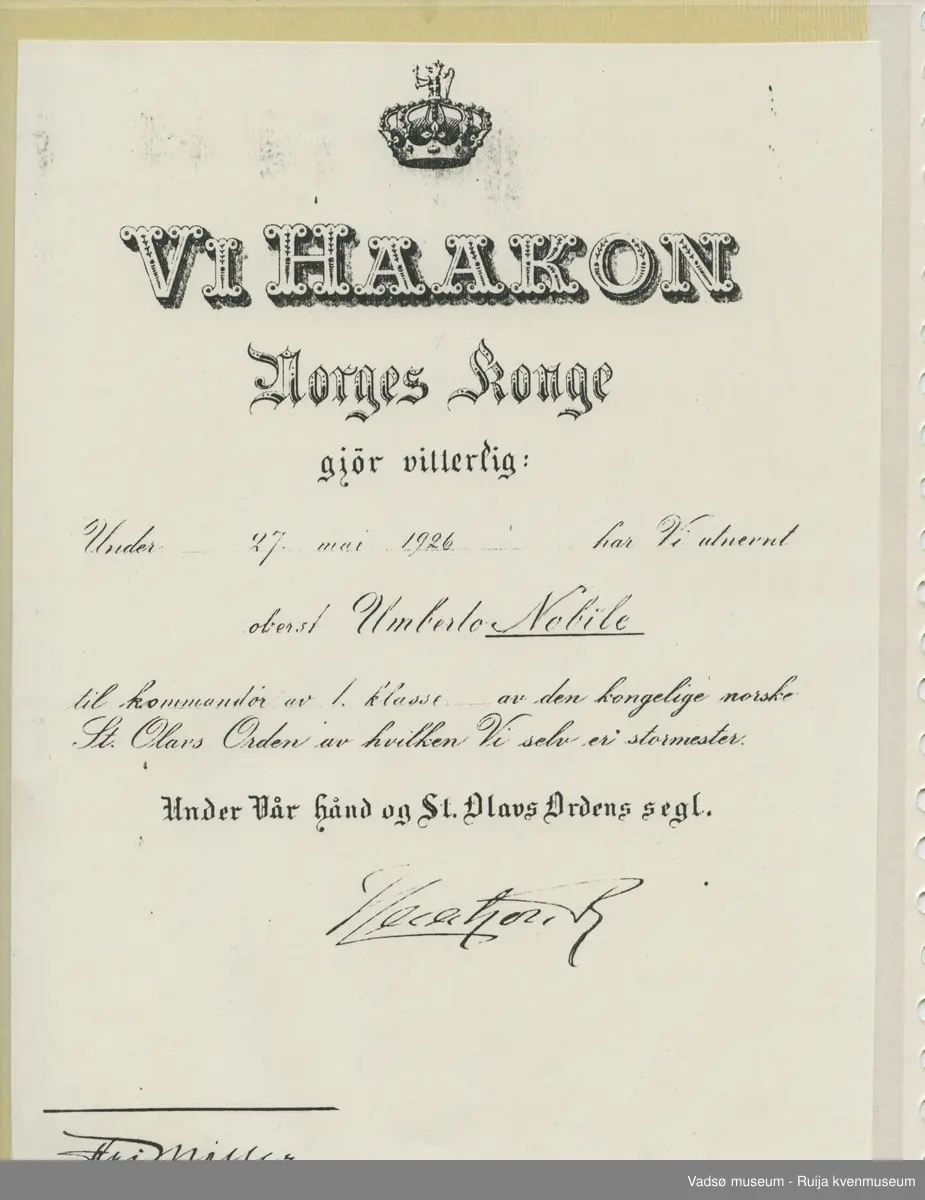 VI HAAKON
Norges Konge
gjör vitterlig:
Under 27. mai 1926 har Vi utnevnt
oberst Umberto Nobile
til kommandør av 1. klasse av den kongelige norske
St. Olavs Orden av hvilken Vi selv er stormester.
Under Vår hånd og St. Olavs Ordens segl.
Haakon R
Vadsø museum - Ruija kvenmuseum